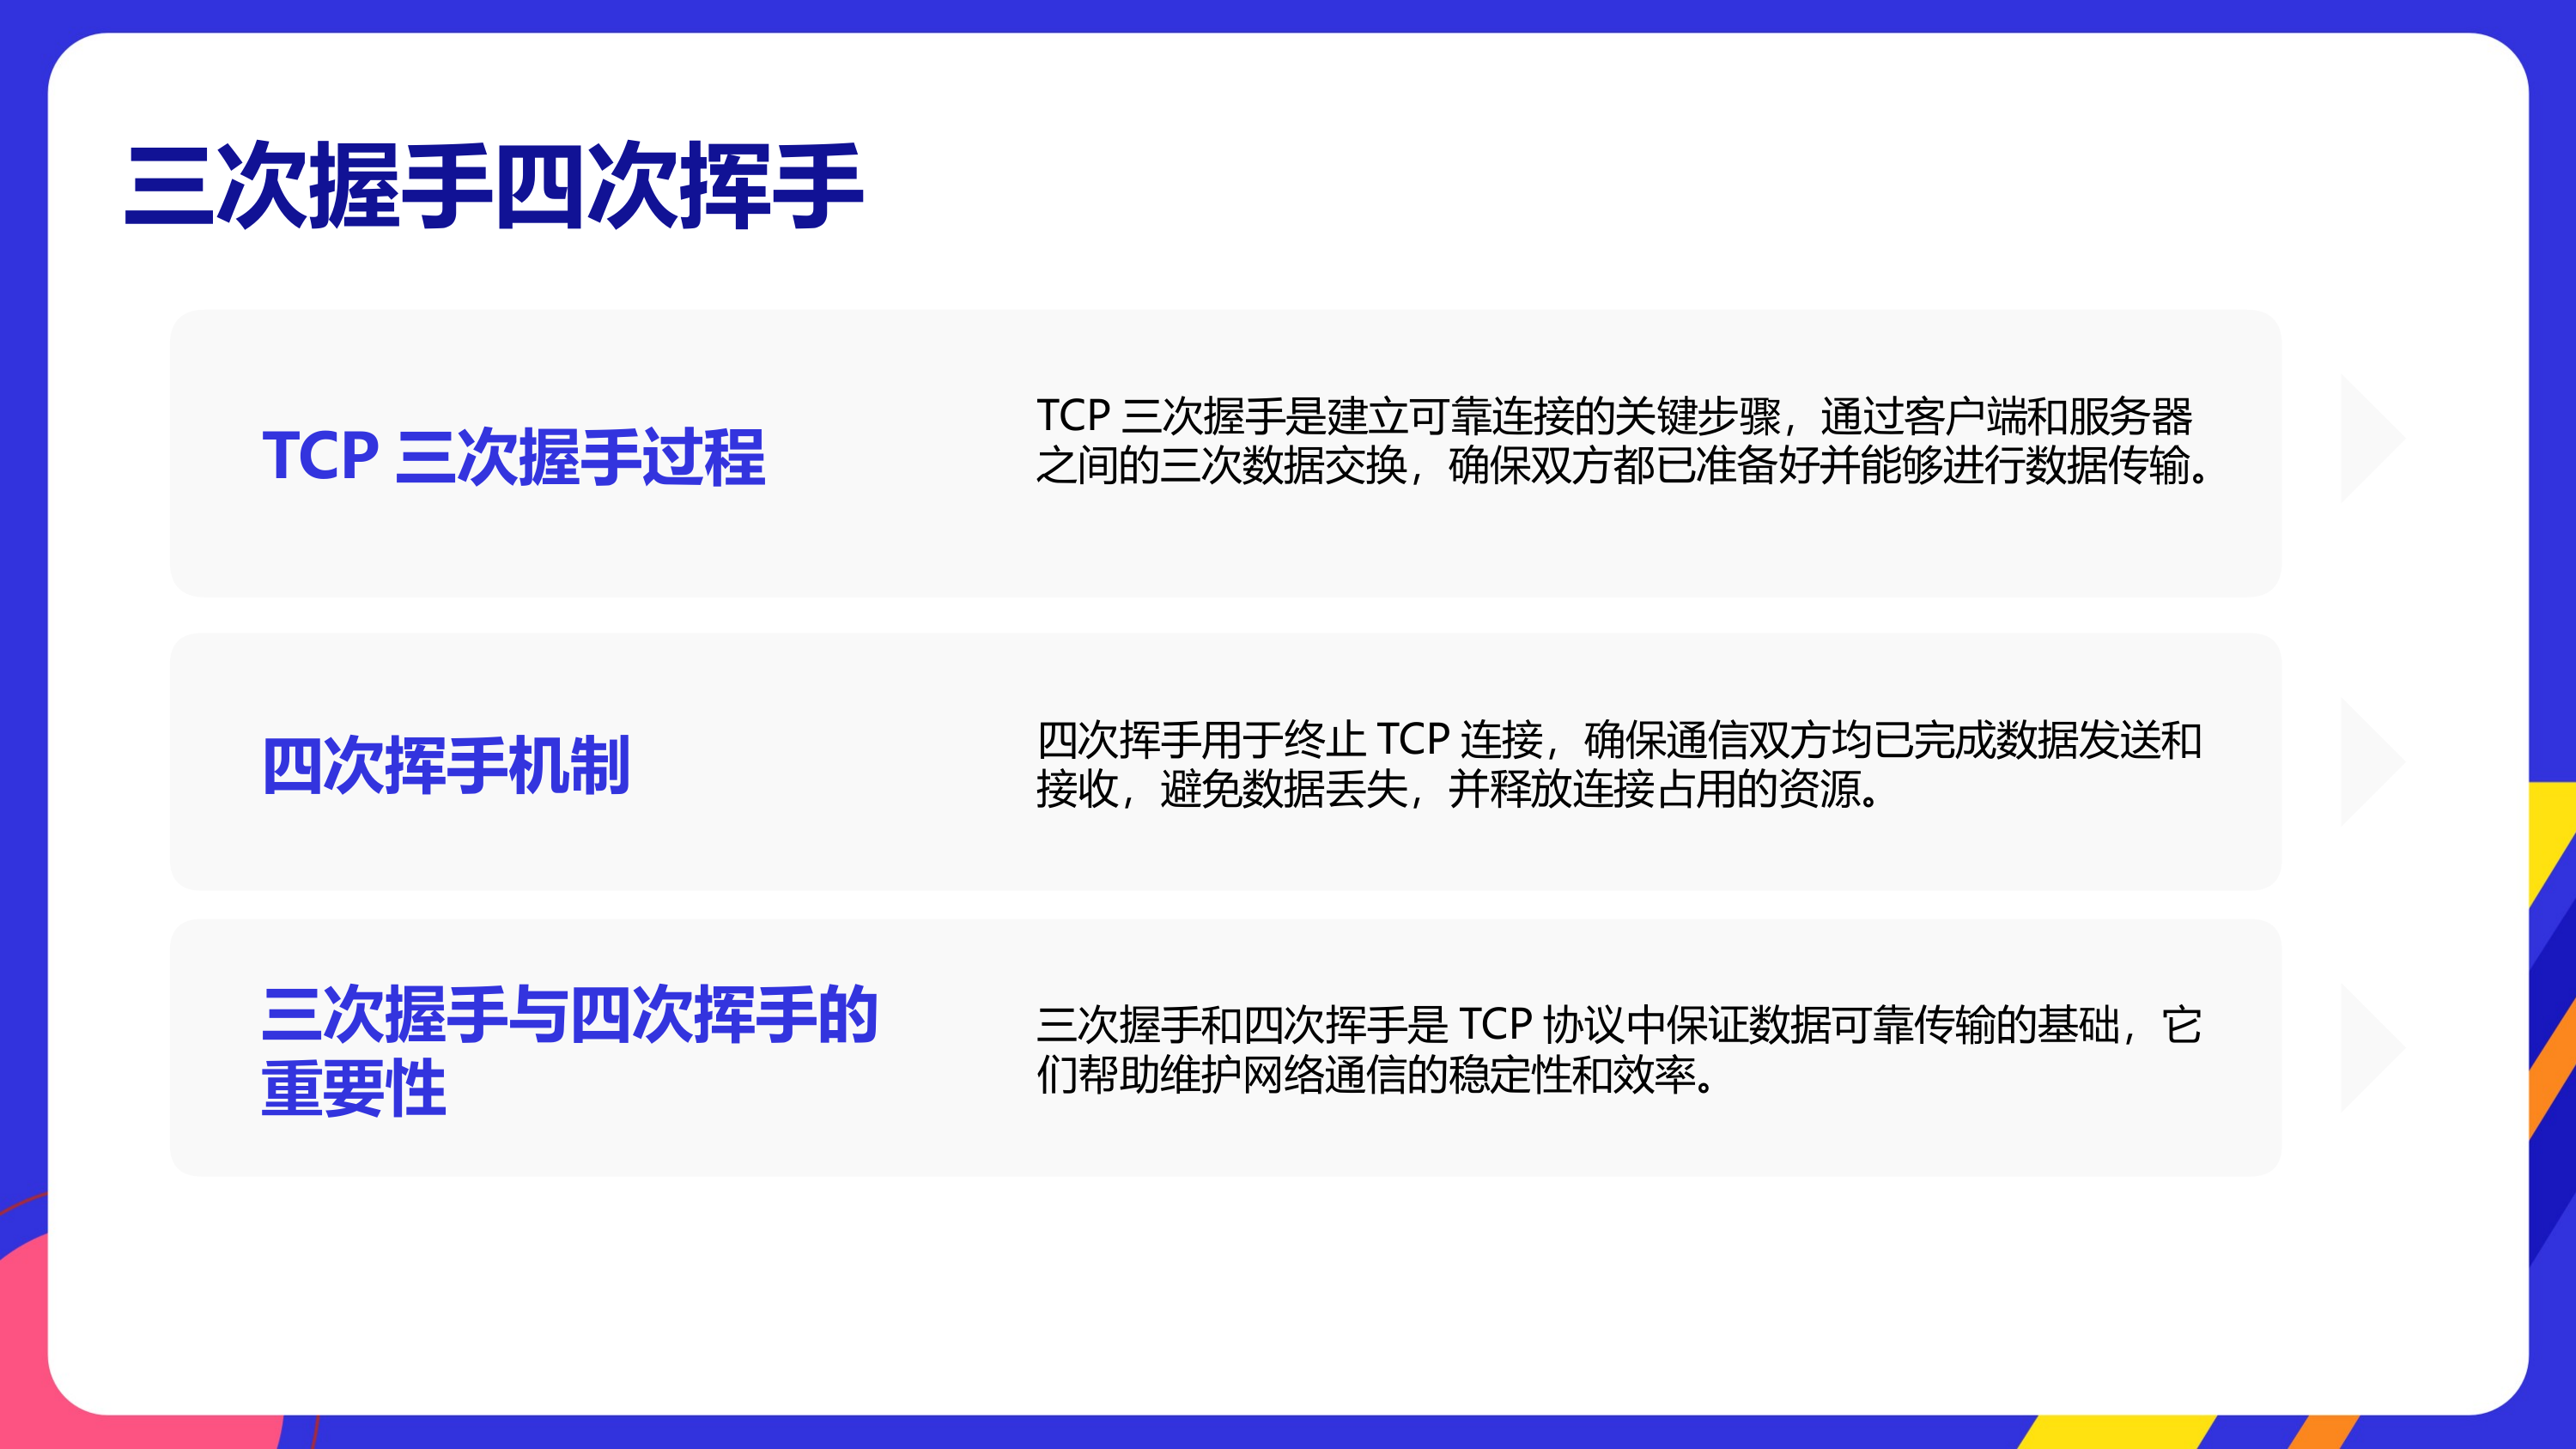 三次握手四次挥手
TCP 三次握手过程
TCP 三次握手是建立可靠连接的关键步骤，通过客户端和服务器
之间的三次数据交换，确保双方都已准备好并能够进行数据传输。
四次挥手机制
四次挥手用于终止 TCP 连接，确保通信双方均已完成数据发送和
接收，避免数据丢失，并释放连接占用的资源。
三次握手与四次挥手的
重要性
三次握手和四次挥手是 TCP 协议中保证数据可靠传输的基础，它
们帮助维护网络通信的稳定性和效率。